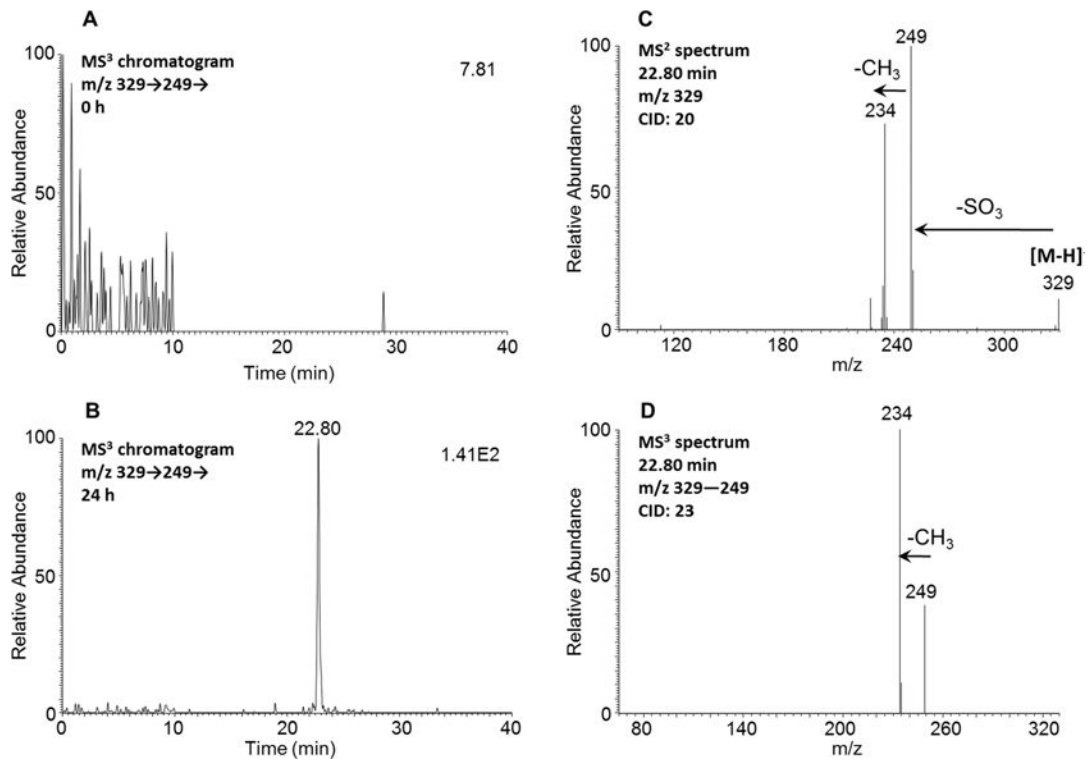 A
MS³ chromatogram
m/z 329→249→
0 h
7.81
100
50
0
Relative Abundance
0 10 20 30 40
Time (min)
B
MS³ chromatogram
m/z 329→249→
24 h
22.80
1.41E2
100
50
0
Relative Abundance
0 10 20 30 40
Time (min)
C
MS² spectrum
22.80 min
m/z 329
CID: 20
249
-CH₃
234
-SO₃
[M-H]⁻
329
100
50
0
Relative Abundance
120 180 240 300
m/z
D
MS³ spectrum
22.80 min
m/z 329—249
CID: 23
234
-CH₃
249
100
50
0
Relative Abundance
80 140 200 260 320
m/z